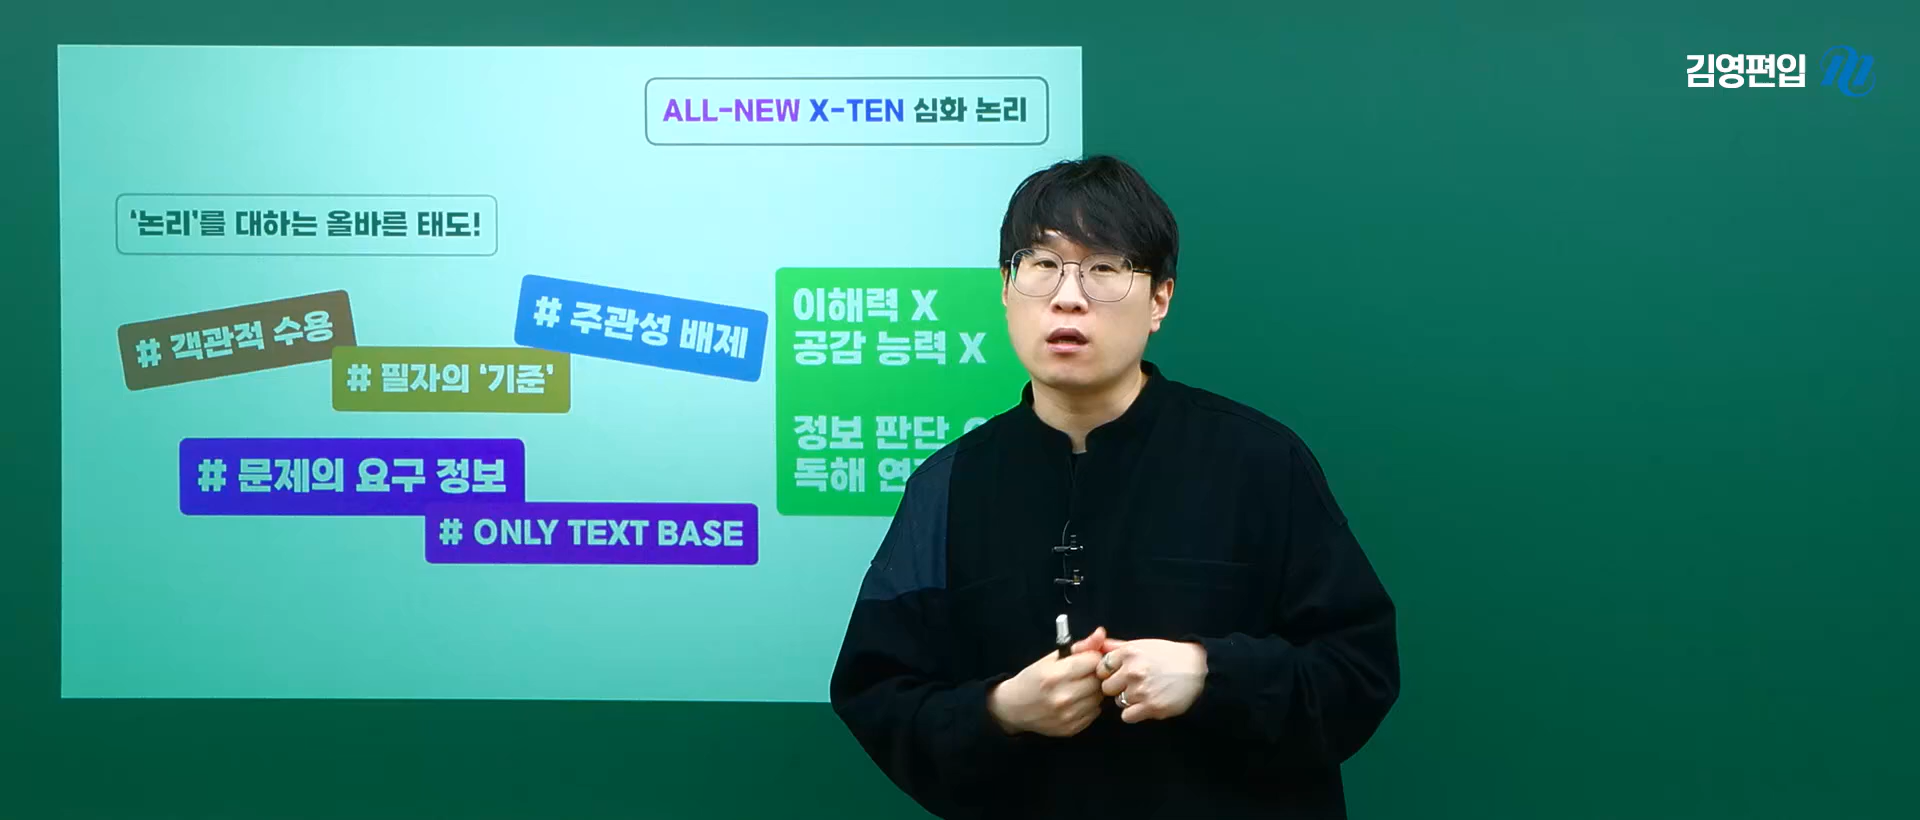 김영편입
ALL-NEW X-TEN 심화 논리
'논리'를 대하는 올바른 태도!
# 객관적 수용
# 주관성 배제
# 필자의 '기준'
# 문제의 요구 정보
# ONLY TEXT BASE
이해력 X
공감 능력 X
정보 판단
독해